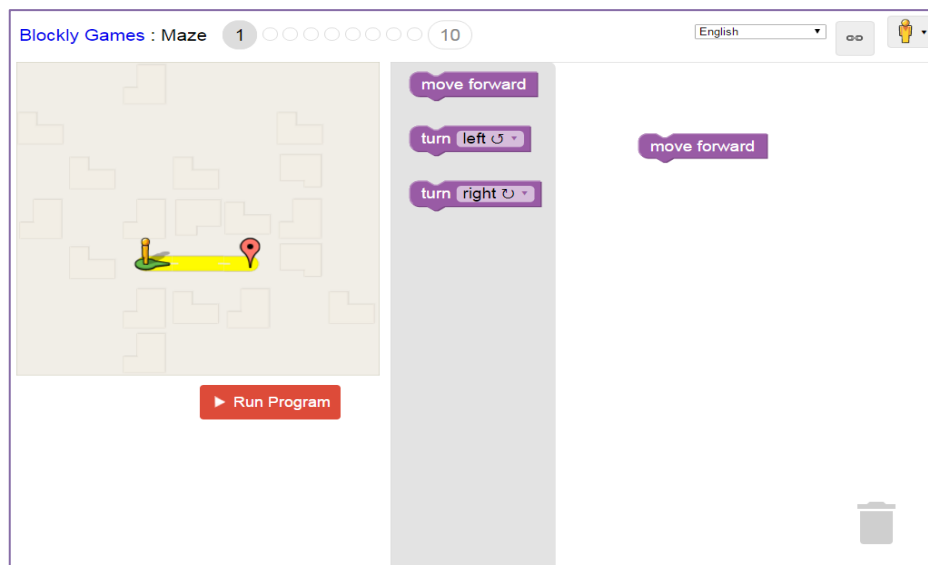 Blockly Games : Maze 1 10 English
move forward
turn left ↺
turn right ↻
move forward
Run Program